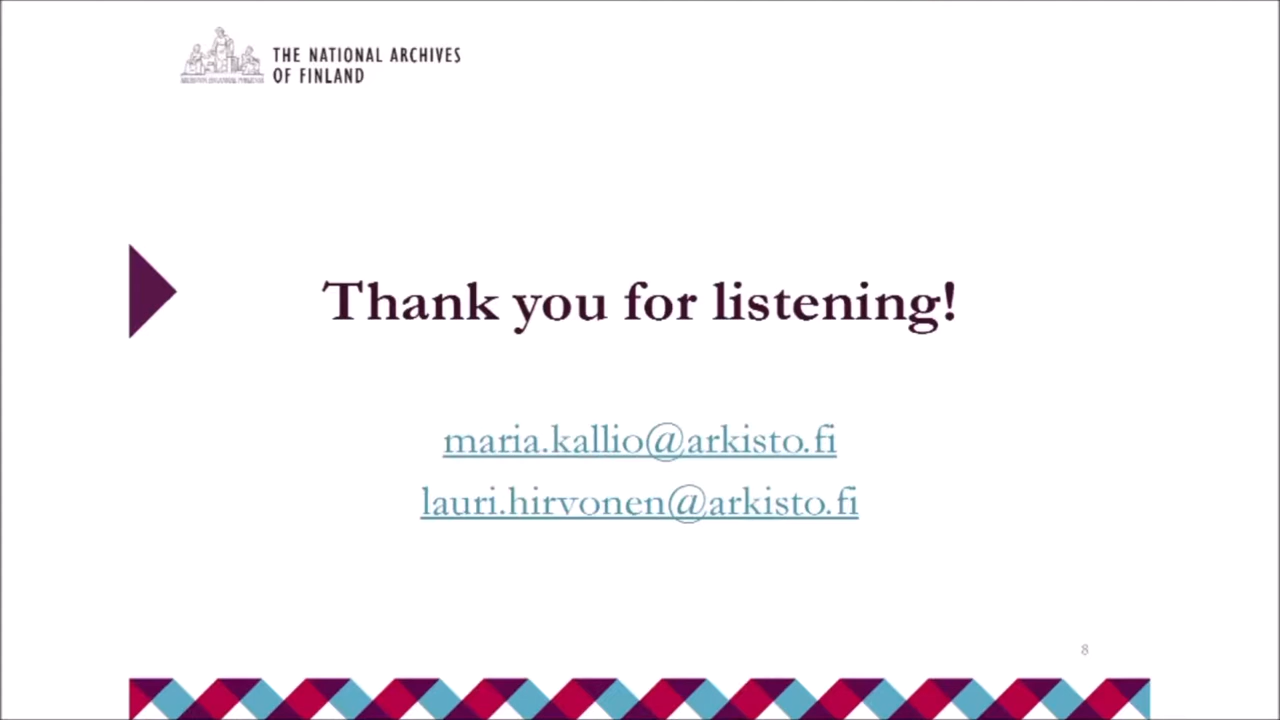 THE NATIONAL ARCHIVES
OF FINLAND
Thank you for listening!
maria.kallio@arkisto.fi
lauri.hirvonen@arkisto.fi
8